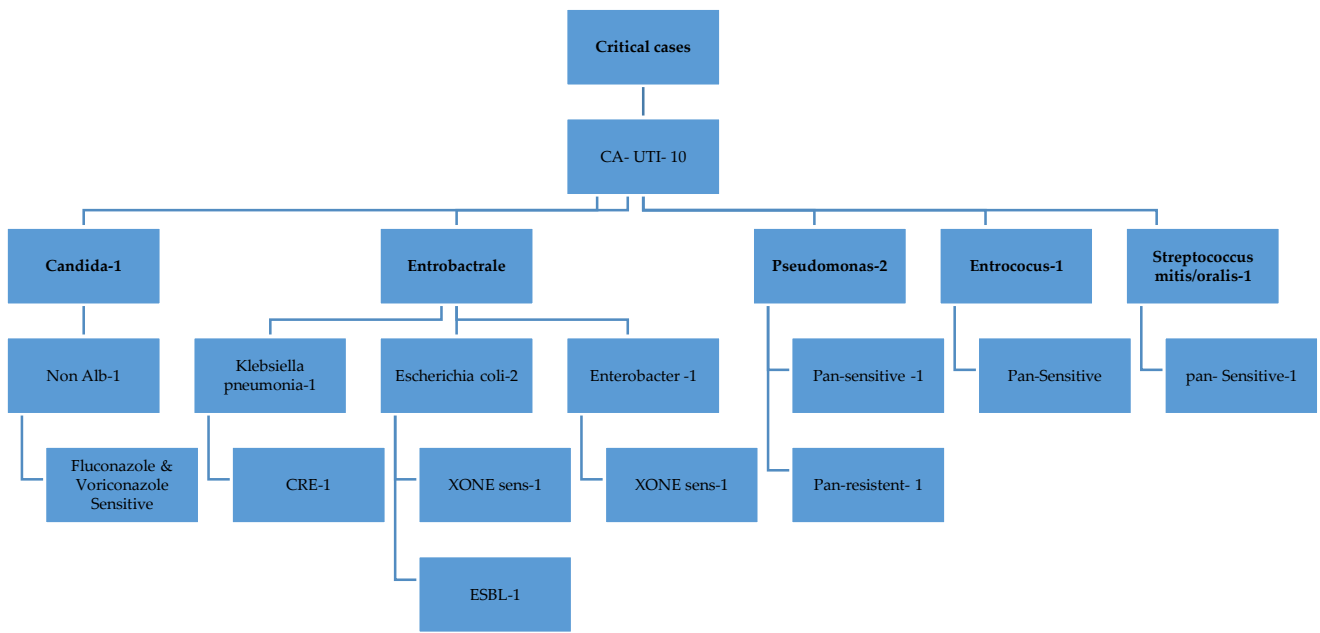 Critical cases
CA- UTI- 10
Candida-1
Entrobactrale
Pseudomonas-2
Entrococus-1
Streptococcus
mitis/oralis-1
Non Alb-1
Klebsiella
pneumonia-1
Escherichia coli-2
Enterobacter -1
Pan-sensitive -1
Pan-Sensitive
pan- Sensitive-1
Fluconazole &
Voriconazole
Sensitive
CRE-1
XONE sens-1
XONE sens-1
Pan-resistent- 1
ESBL-1